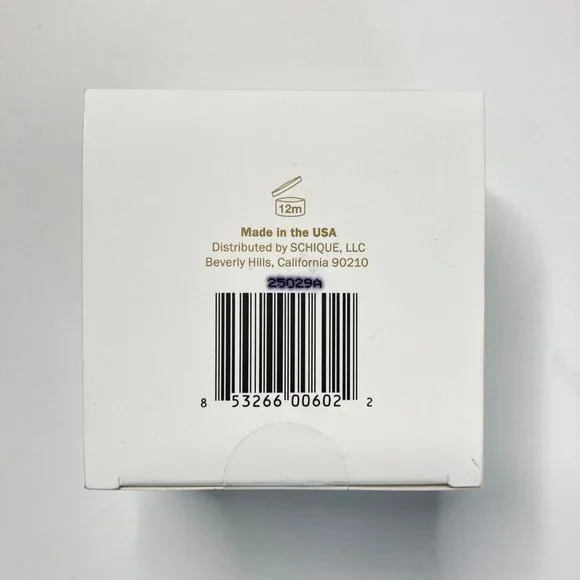 12m
Made in the USA
Distributed by SCHIQUE, LLC
Beverly Hills, California 90210
25029A
8 53266 00602 2